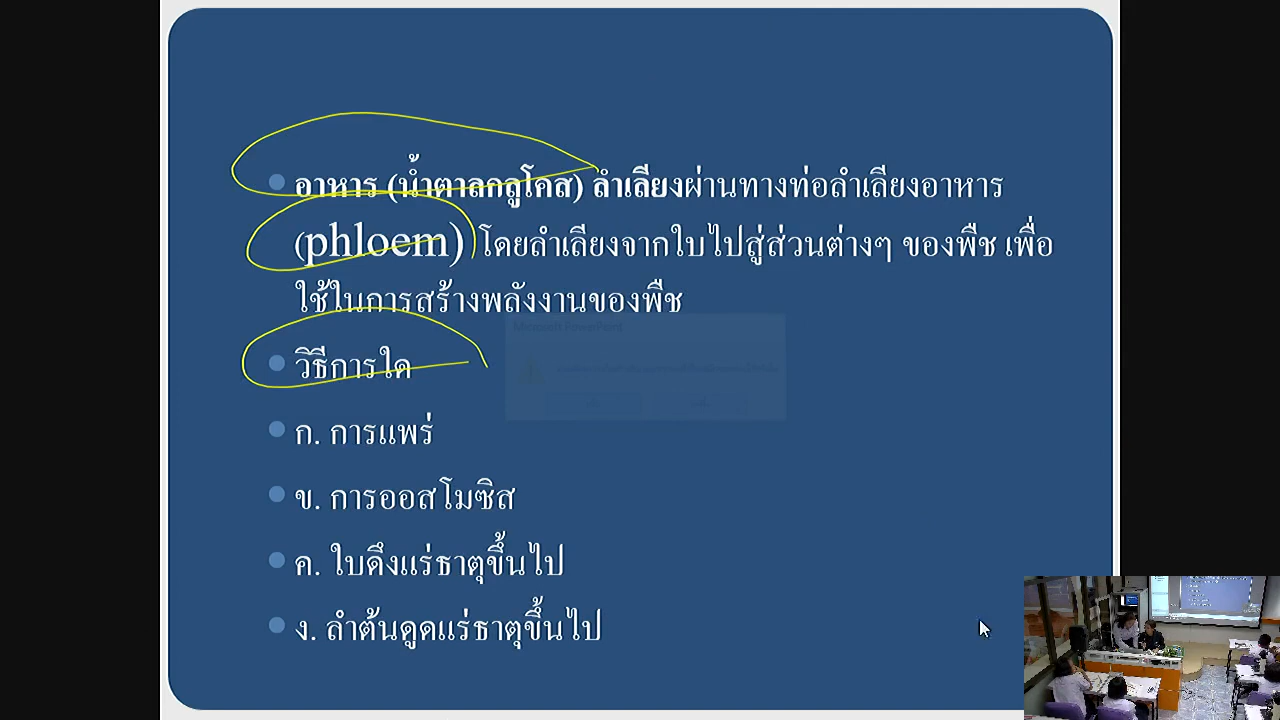 อาหาร (น้ำตาลกลูโคส) ลำเลียงผ่านทางท่อลำเลียงอาหาร
(phloem) โดยลำเลียงจากใบไปสู่ส่วนต่างๆ ของพืช เพื่อ
ใช้ในการสร้างพลังงานของพืช
วิธีการใด
ก. การแพร่
ข. การออสโมซิส
ค. ใบดึงแร่ธาตุขึ้นไป
ง. ลำต้นดูดแร่ธาตุขึ้นไป
Microsoft PowerPoint